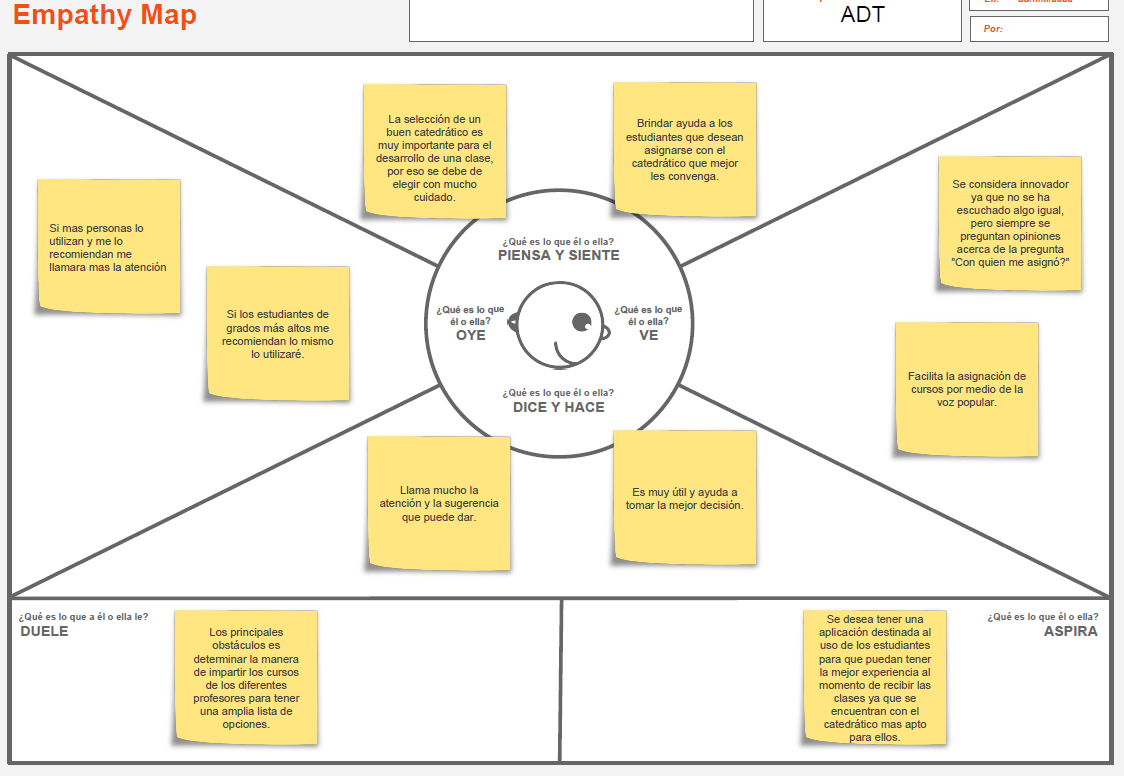 Empathy Map
ADT
Por:
La selección de un
buen catedrático es
muy importante para el
desarrollo de una clase,
por eso se debe de
elegir con mucho
cuidado.
Brindar ayuda a los
estudiantes que desean
asignarse con el
catedrático que mejor
les convenga.
Si mas personas lo
utilizan y me lo
recomiendan me
llamara mas la atención
Si los estudiantes de
grados más altos me
recomiendan lo mismo
lo utilizaré.
Se considera innovador
ya que no se ha
escuchado algo igual,
pero siempre se
preguntan opiniones
acerca de la pregunta
"Con quien me asignó?"
Facilita la asignación de
cursos por medio de la
voz popular.
¿Qué es lo que él o ella?
PIENSA Y SIENTE
¿Qué es lo que
él o ella?
OYE
¿Qué es lo que
él o ella?
VE
¿Qué es lo que él o ella?
DICE Y HACE
Llama mucho la
atención y la sugerencia
que puede dar.
Es muy útil y ayuda a
tomar la mejor decisión.
¿Qué es lo que a él o ella le?
DUELE
Los principales
obstáculos es
determinar la manera
de impartir los cursos
de los diferentes
profesores para tener
una amplia lista de
opciones.
Se desea tener una
aplicación destinada al
uso de los estudiantes
para que puedan tener
la mejor experiencia al
momento de recibir las
clases ya que se
encuentran con el
catedrático mas apto
para ellos.
¿Qué es lo que él o ella?
ASPIRA